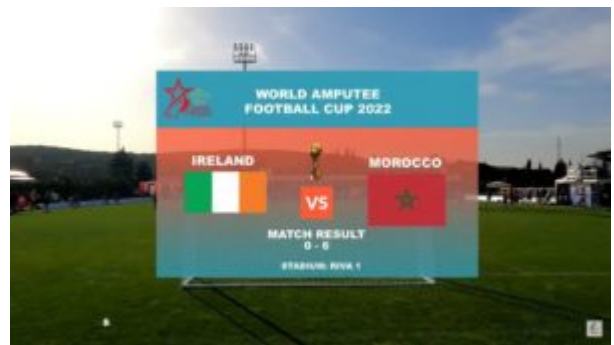 WORLD AMPUTEE
FOOTBALL CUP 2022
IRELAND
MOROCCO
VS
MATCH RESULT
0 - 6
STADIUM: RIVA 1